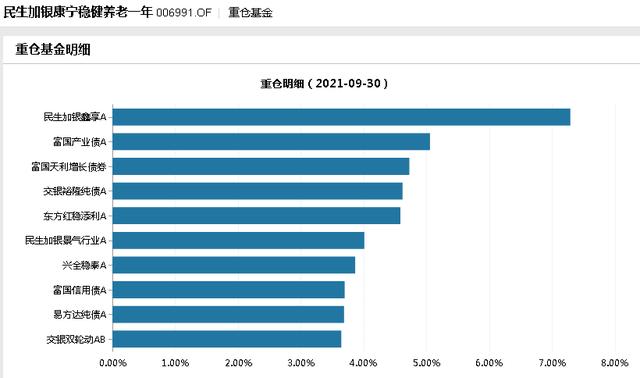 民生加银康宁稳健养老一年 006991.OF 重仓基金
重仓基金明细
重仓明细（2021-09-30）
民生加银鑫享A
富国产业债A
富国天利增长债券
交银裕隆纯债A
东方红稳添利A
民生加银景气行业A
兴全稳泰A
富国信用债A
易方达纯债A
交银双轮动AB
0.00% 1.00% 2.00% 3.00% 4.00% 5.00% 6.00% 7.00% 8.00%